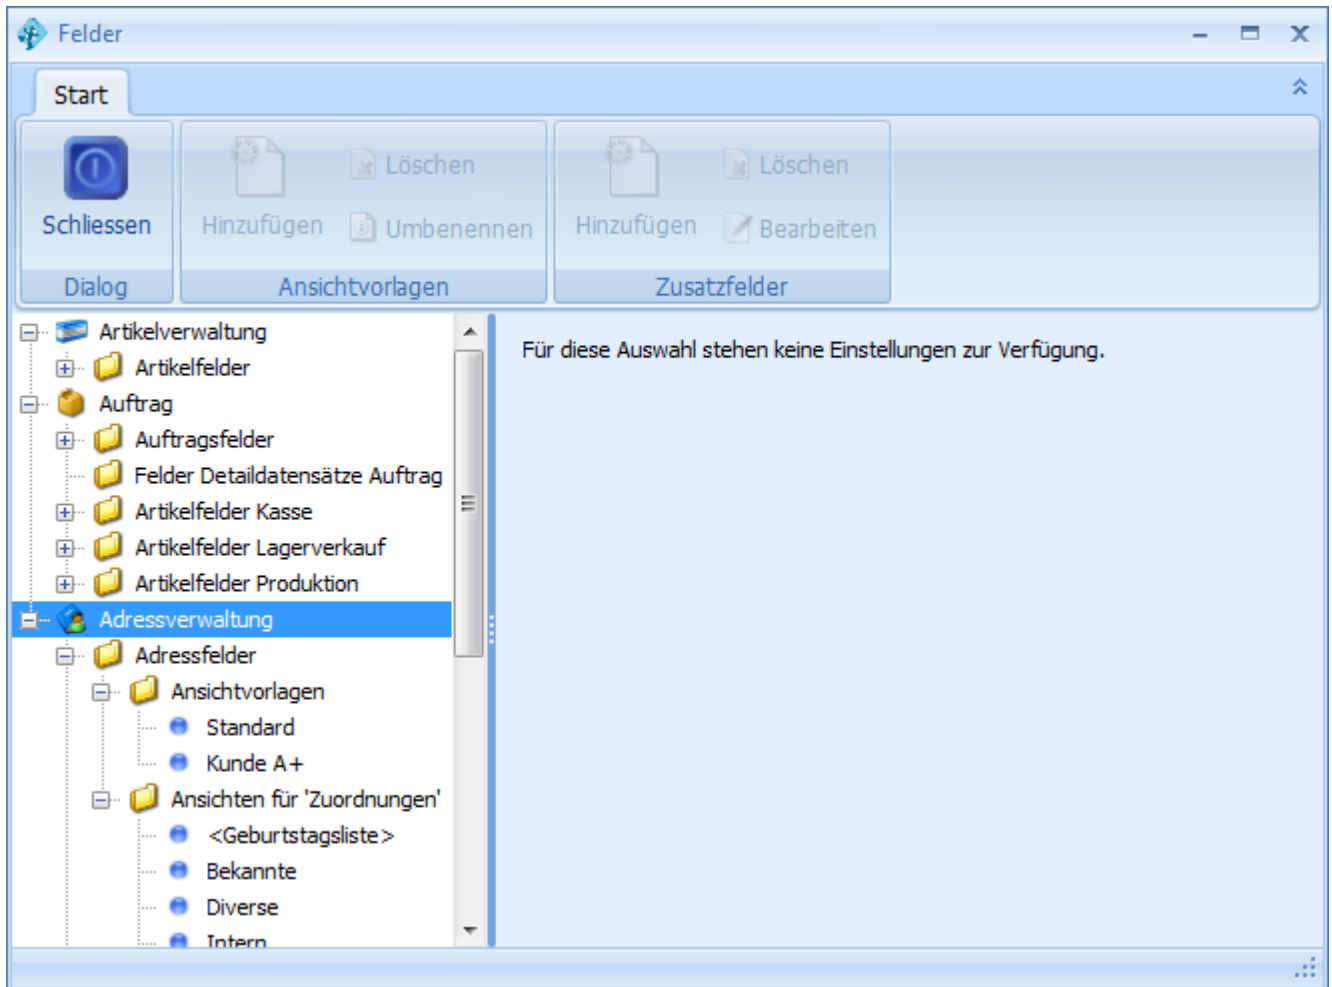 Felder
Start
Schliessen
Hinzufügen
Löschen
Umbenennen
Hinzufügen
Löschen
Bearbeiten
Dialog
Ansichtvorlagen
Zusatzfelder
Artikelverwaltung
Artikelfelder
Auftrag
Auftragsfelder
Felder Detaildatensätze Auftrag
Artikelfelder Kasse
Artikelfelder Lagerverkauf
Artikelfelder Produktion
Adressverwaltung
Adressfelder
Ansichtvorlagen
Standard
Kunde A+
Ansichten für 'Zuordnungen'
<Geburtstagsliste>
Bekannte
Diverse
Intern
Für diese Auswahl stehen keine Einstellungen zur Verfügung.